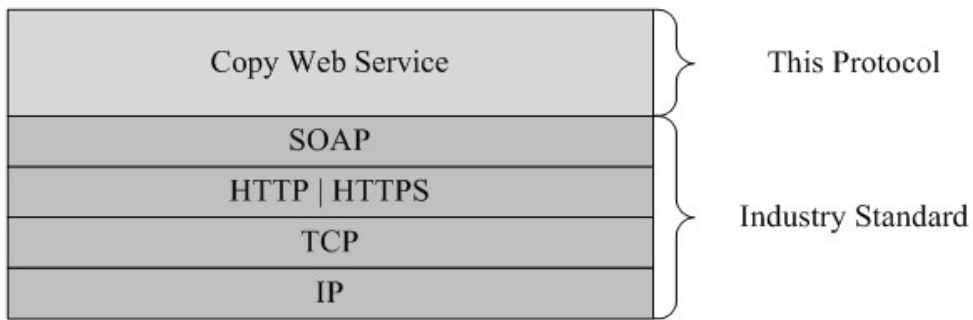 Copy Web Service
This Protocol
SOAP
HTTP | HTTPS
TCP
IP
Industry Standard